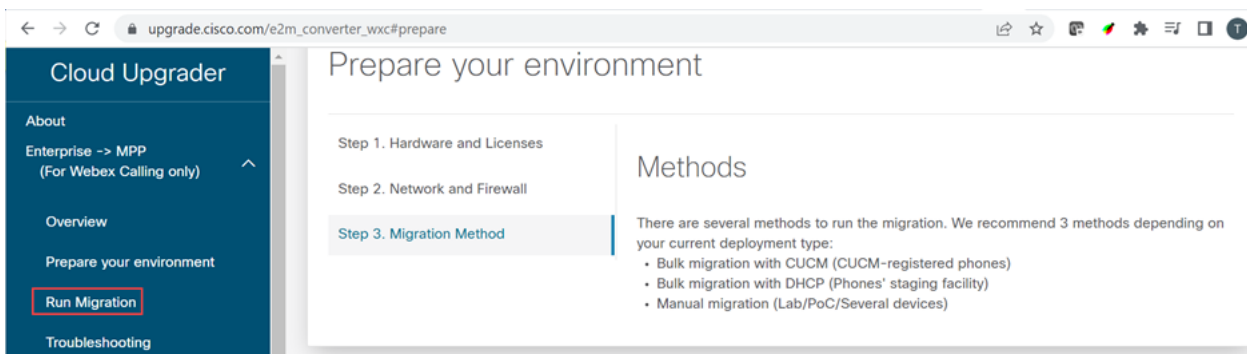 upgrade.cisco.com/e2m_converter_wxc#prepare
T
Cloud Upgrader
About
Enterprise -> MPP
(For Webex Calling only)
Overview
Prepare your environment
Run Migration
Troubleshooting
Prepare your environment
Step 1. Hardware and Licenses
Step 2. Network and Firewall
Step 3. Migration Method
Methods
There are several methods to run the migration. We recommend 3 methods depending on
your current deployment type:
• Bulk migration with CUCM (CUCM-registered phones)
• Bulk migration with DHCP (Phones' staging facility)
• Manual migration (Lab/PoC/Several devices)